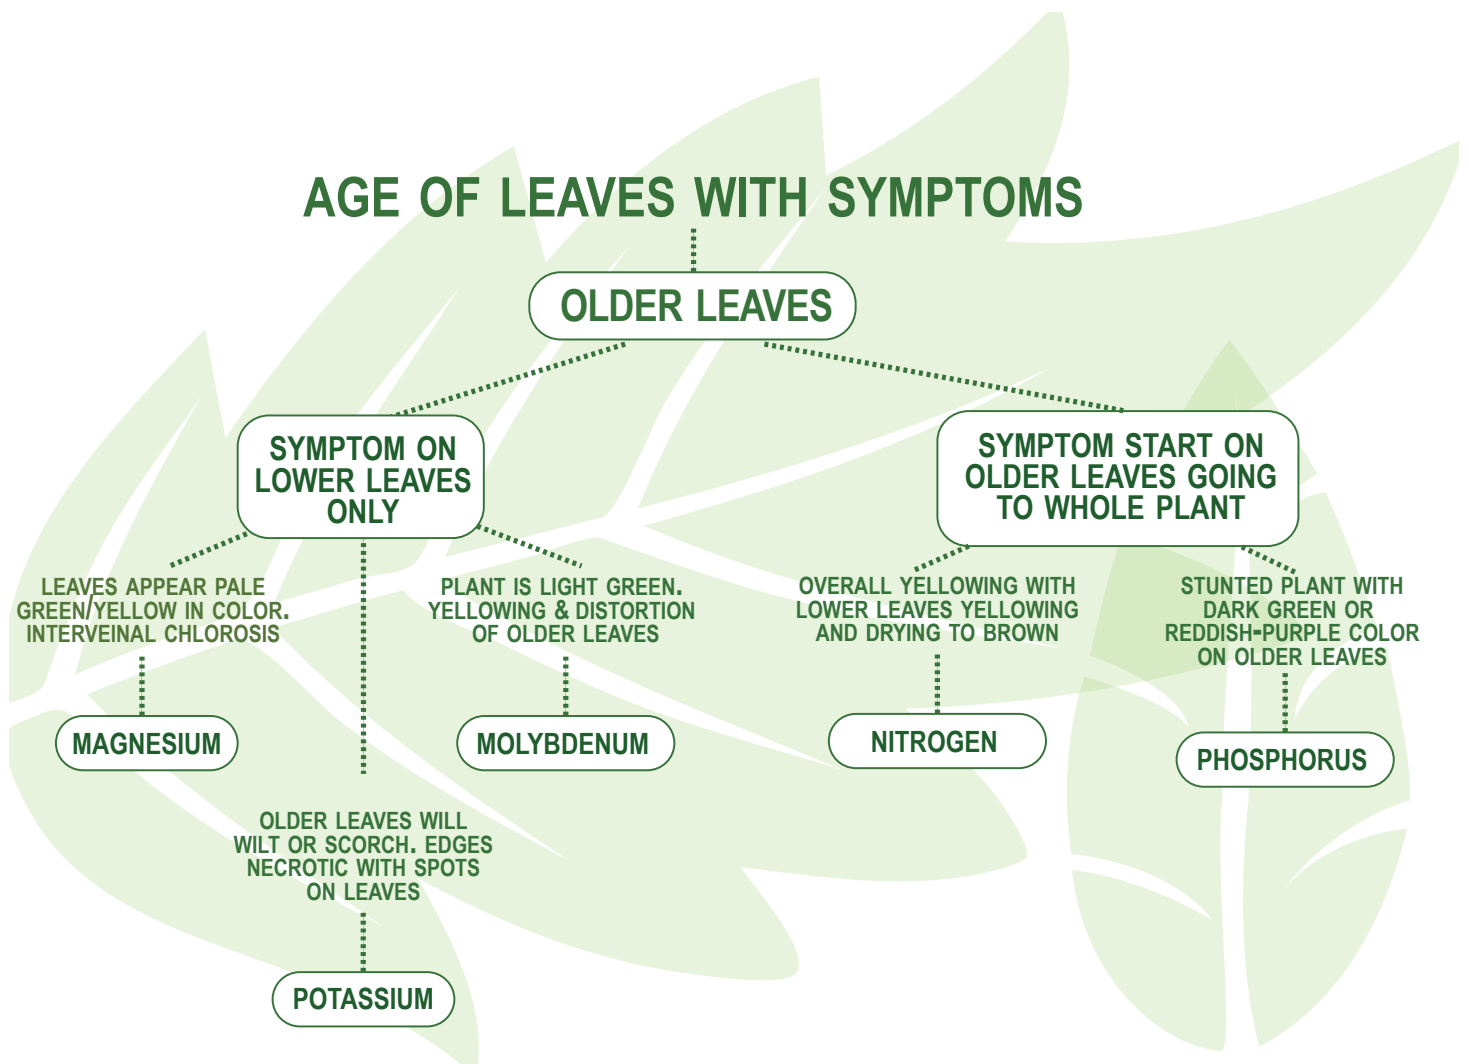 AGE OF LEAVES WITH SYMPTOMS
OLDER LEAVES
SYMPTOM ON
LOWER LEAVES
ONLY
SYMPTOM START ON
OLDER LEAVES GOING
TO WHOLE PLANT
LEAVES APPEAR PALE
GREEN/YELLOW IN COLOR.
INTERVEINAL CHLOROSIS
MAGNESIUM
OLDER LEAVES WILL
WILT OR SCORCH. EDGES
NECROTIC WITH SPOTS
ON LEAVES
POTASSIUM
PLANT IS LIGHT GREEN.
YELLOWING & DISTORTION
OF OLDER LEAVES
MOLYBDENUM
OVERALL YELLOWING WITH
LOWER LEAVES YELLOWING
AND DRYING TO BROWN
NITROGEN
STUNTED PLANT WITH
DARK GREEN OR
REDDISH-PURPLE COLOR
ON OLDER LEAVES
PHOSPHORUS